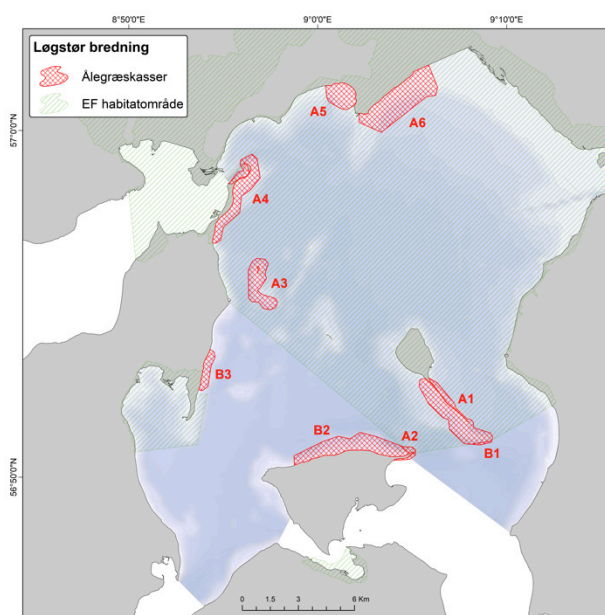 8°50'0"E
9°0'0"E
9°10'0"E
Løgstør bredning
Ålegræskasser
EF habitatområde
57°0'0"N
A5
A6
A4
A3
B3
A1
B2
A2
B1
56°50'0"N
0 1.5 3 6 Km